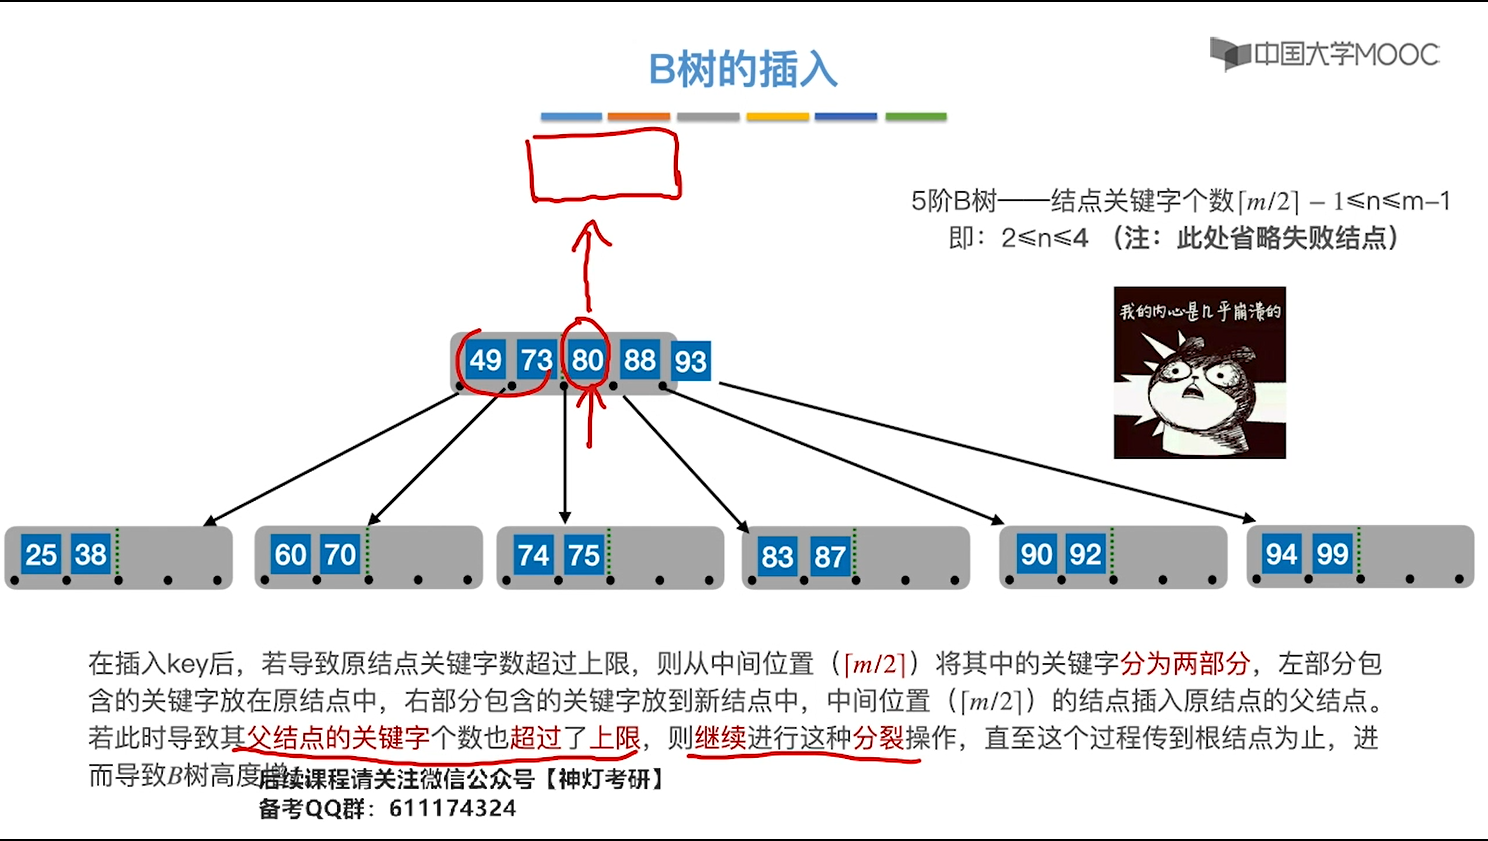 中国大学MOOC
B树的插入
5阶B树——结点关键字个数⌈m/2⌉ − 1≤n≤m–1
即：2≤n≤4 （注：此处省略失败结点）
我的内心是几乎崩溃的
49 73 80 88 93
25 38 60 70 74 75 83 87 90 92 94 99
在插入key后，若导致原结点关键字数超过上限，则从中间位置（⌈m/2⌉）将其中的关键字分为两部分，左部分包
含的关键字放在原结点中，右部分包含的关键字放到新结点中，中间位置（⌈m/2⌉）的结点插入原结点的父结点。
若此时导致其父结点的关键字个数也超过了上限，则继续进行这种分裂操作，直至这个过程传到根结点为止，进
而导致B树高度增
后续课程请关注微信公众号【神灯考研】
备考QQ群：611174324